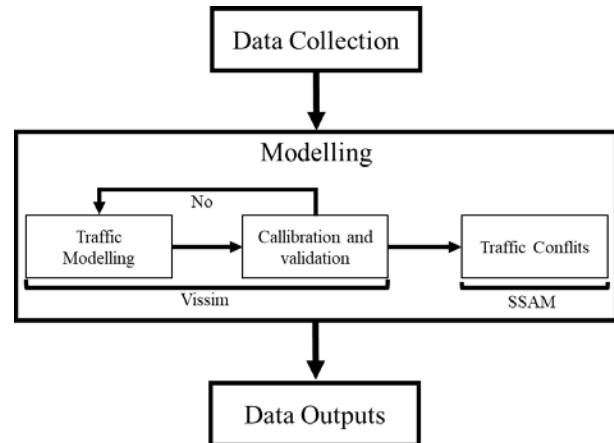 Data Collection
Modelling
No
Traffic
Modelling
Callibration and
validation
Traffic Conflits
Vissim
SSAM
Data Outputs